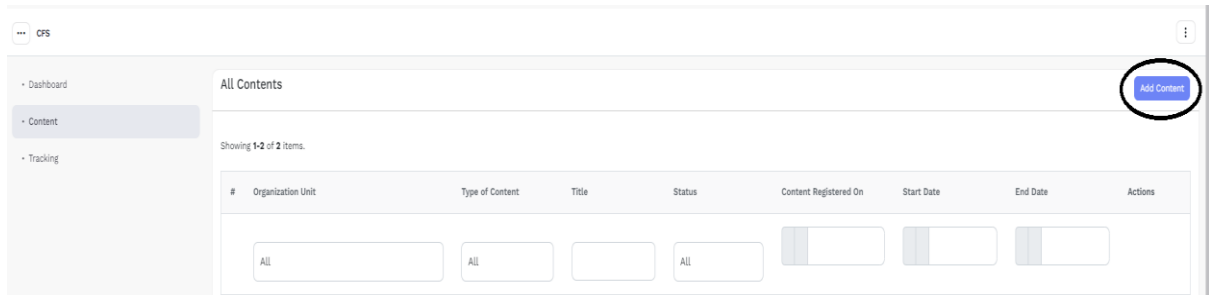 CFS
Dashboard
All Contents
Add Content
Content
Showing 1-2 of 2 items.
Tracking
# Organization Unit Type of Content Title Status Content Registered On Start Date End Date Actions
All All All